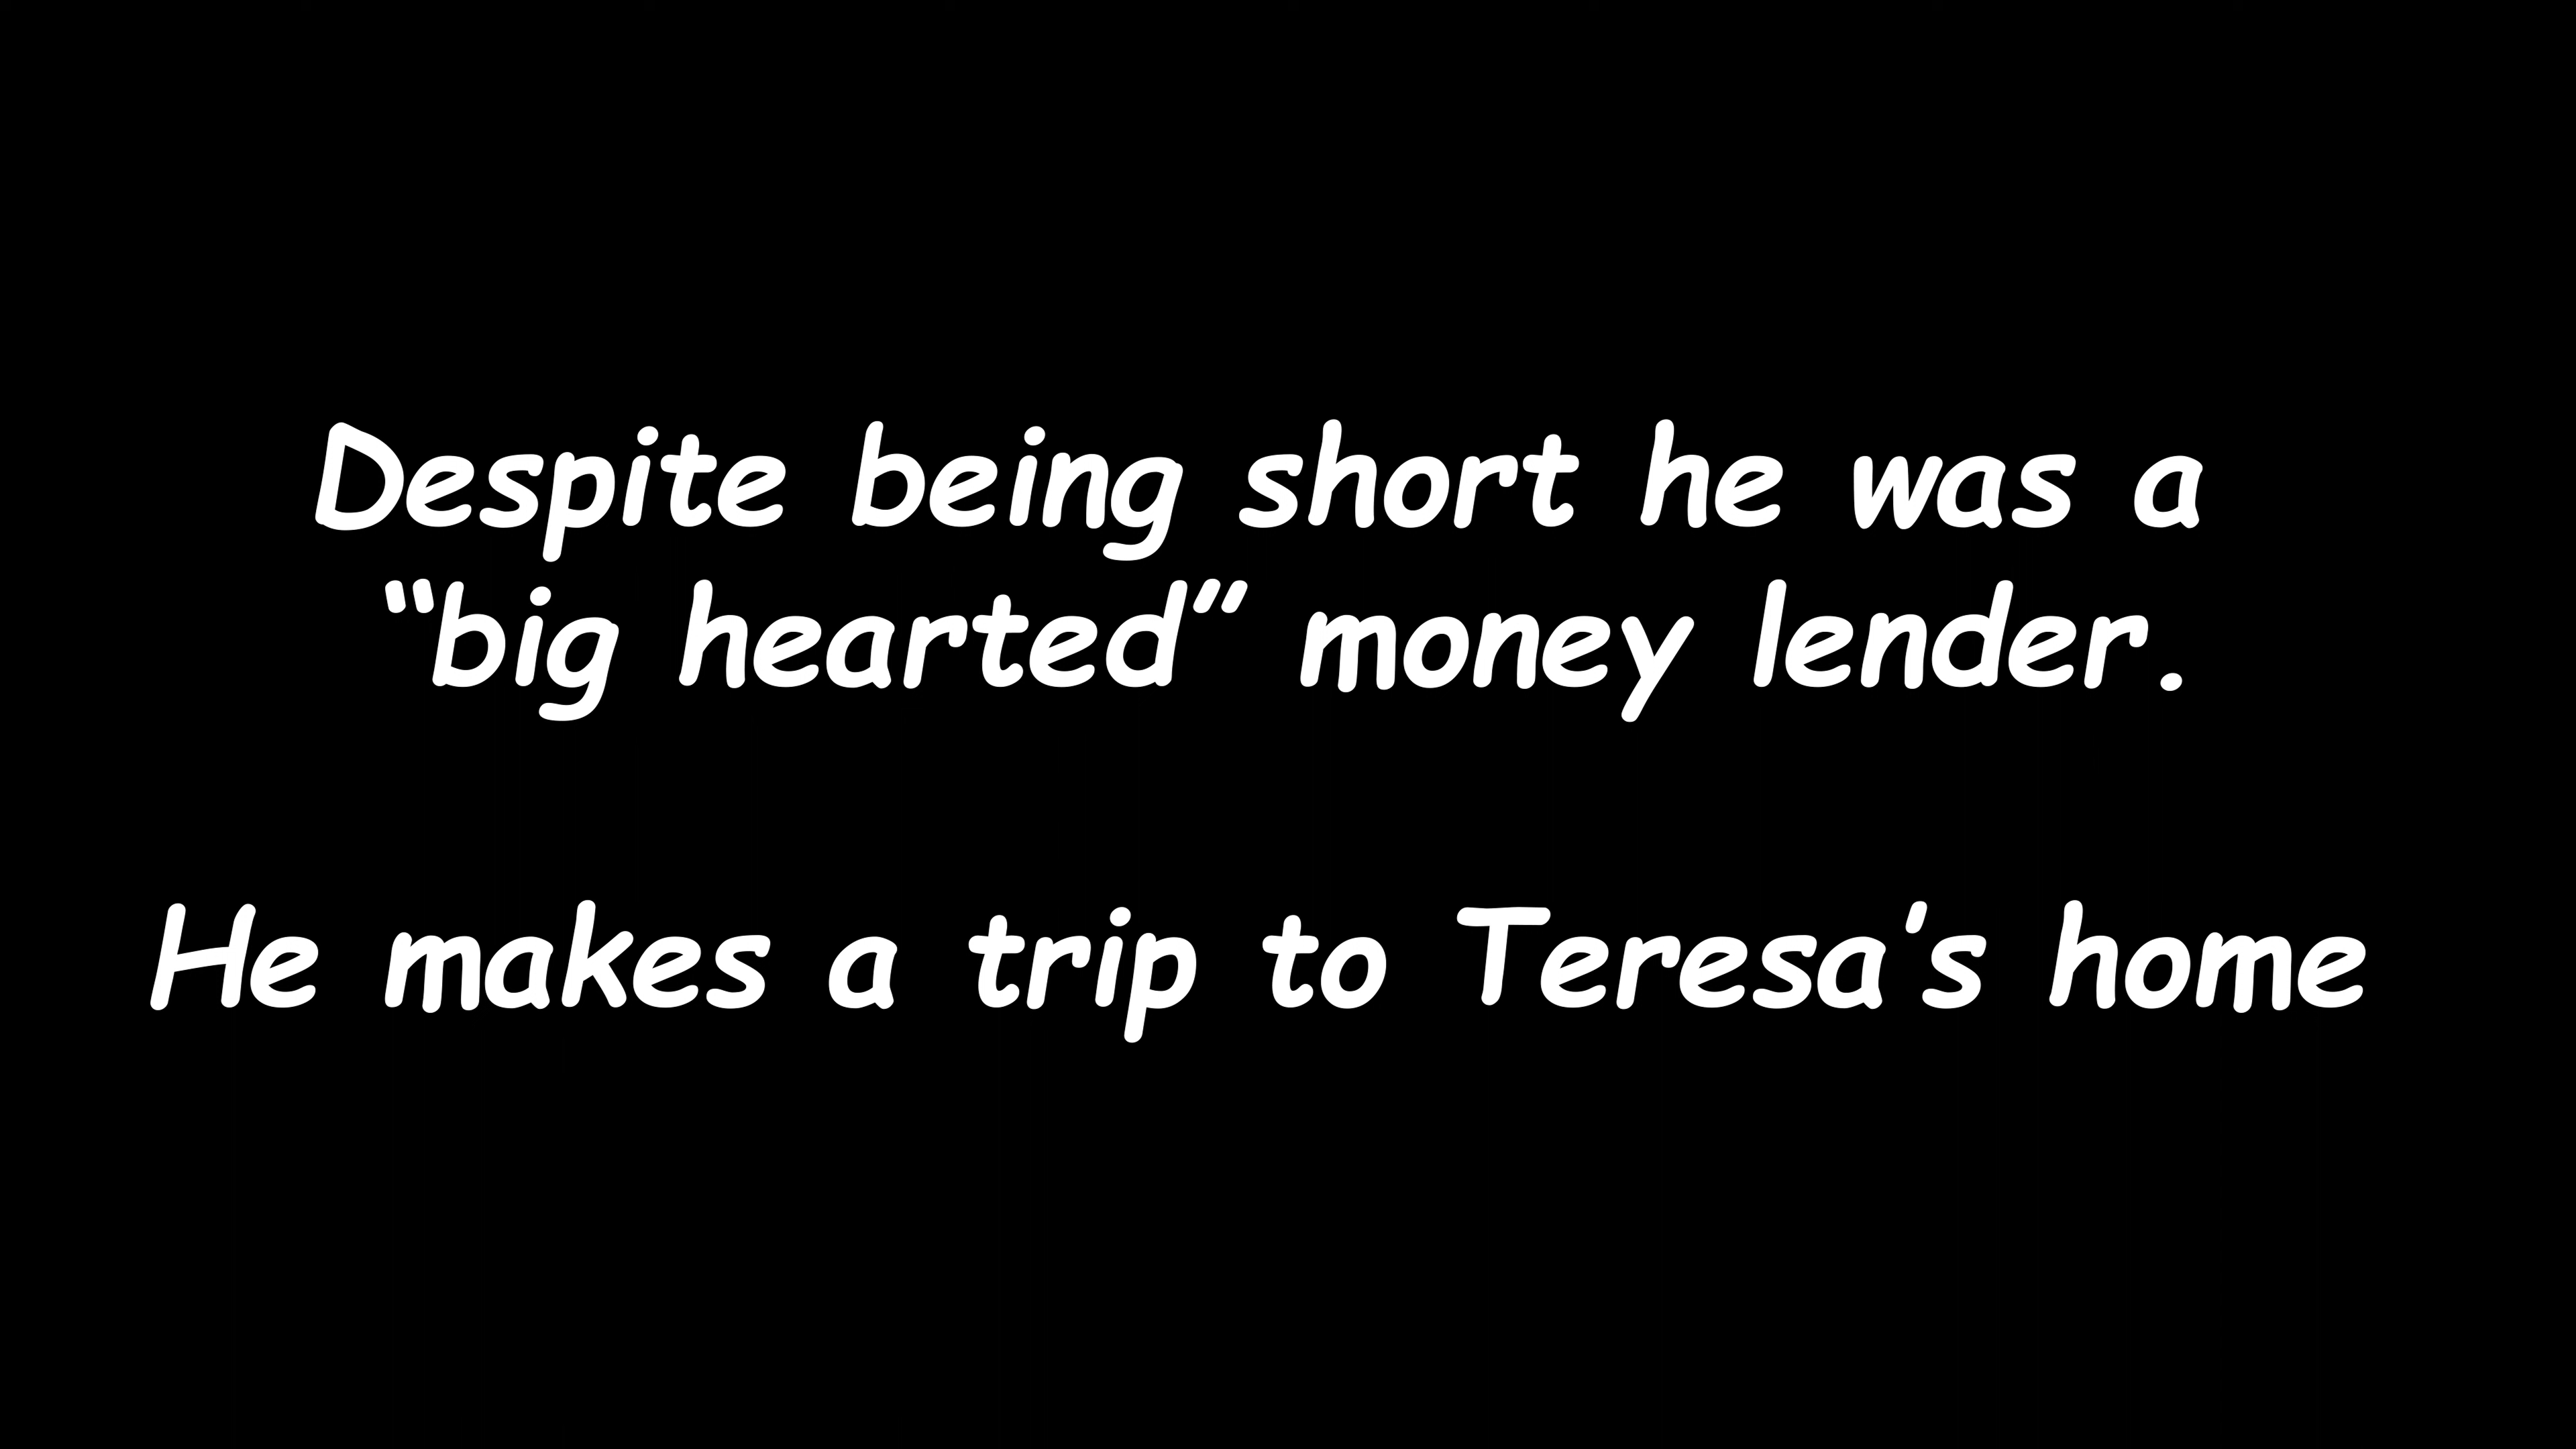 Despite being short he was a
“big hearted” money lender.
He makes a trip to Teresa’s home